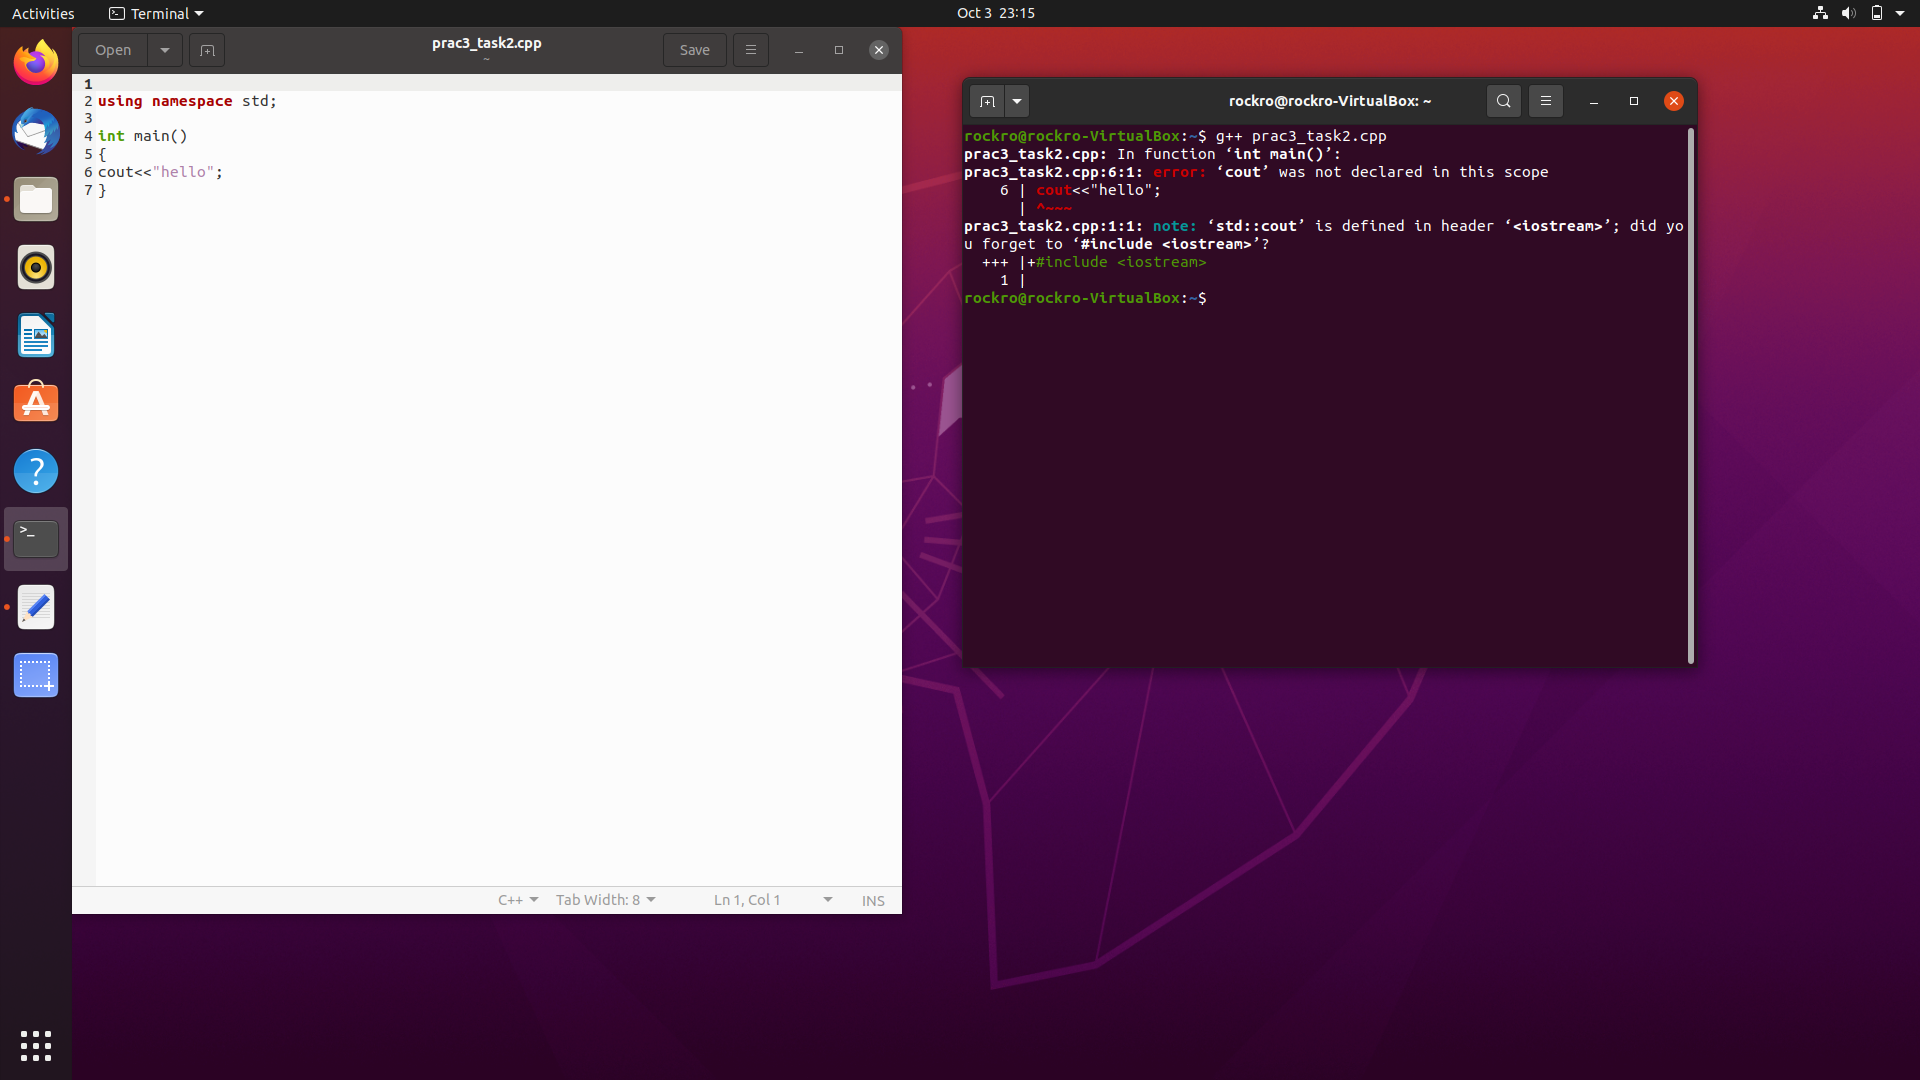 Activities
Terminal
Oct 3 23:15
Open
prac3_task2.cpp
~
Save
1
2 using namespace std;
3
4 int main()
5 {
6 cout<<"hello";
7 }
C++
Tab Width: 8
Ln 1, Col 1
INS
rockro@rockro-VirtualBox: ~
rockro@rockro-VirtualBox:~$ g++ prac3_task2.cpp
prac3_task2.cpp: In function ‘int main()’:
prac3_task2.cpp:6:1: error: ‘cout’ was not declared in this scope
    6 | cout<<"hello";
      | ^~~~
prac3_task2.cpp:1:1: note: ‘std::cout’ is defined in header ‘<iostream>’; did yo
u forget to ‘#include <iostream>’?
  +++ |+#include <iostream>
    1 |
rockro@rockro-VirtualBox:~$